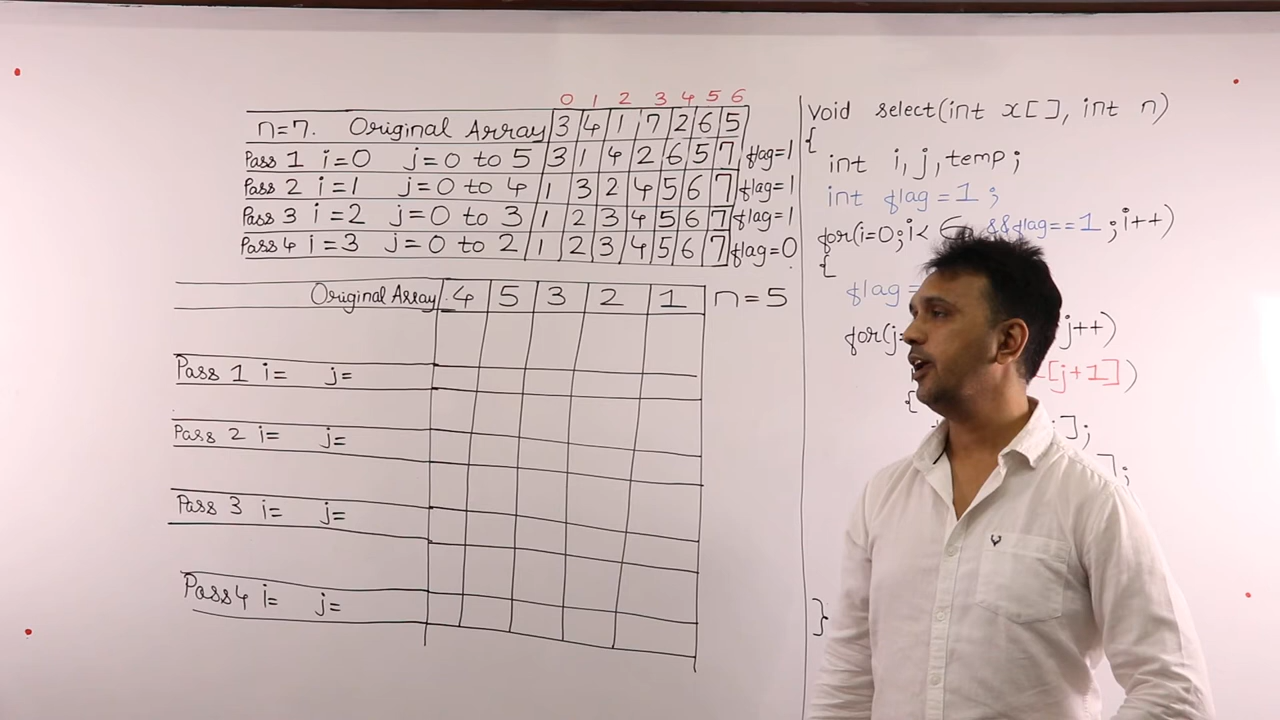 0 1 2 3 4 5 6
n=7. Original Array 3 4 1 7 2 6 5
Pass 1 i=0 j=0 to 5 3 1 4 2 6 5 7 flag=1
Pass 2 i=1 j=0 to 4 1 3 2 4 5 6 7 flag=1
Pass 3 i=2 j=0 to 3 1 2 3 4 5 6 7 flag=1
Pass 4 i=3 j=0 to 2 1 2 3 4 5 6 7 flag=0
Original Array 4 5 3 2 1 n=5
Pass 1 i= j=
Pass 2 i= j=
Pass 3 i= j=
Pass4 i= j=
Void select(int x[], int n)
{
int i, j, temp;
int flag=1;
for(i=0;i< &&flag==1;i++)
{
flag=
for(j= j++)
[j+1])
{
];
];
}